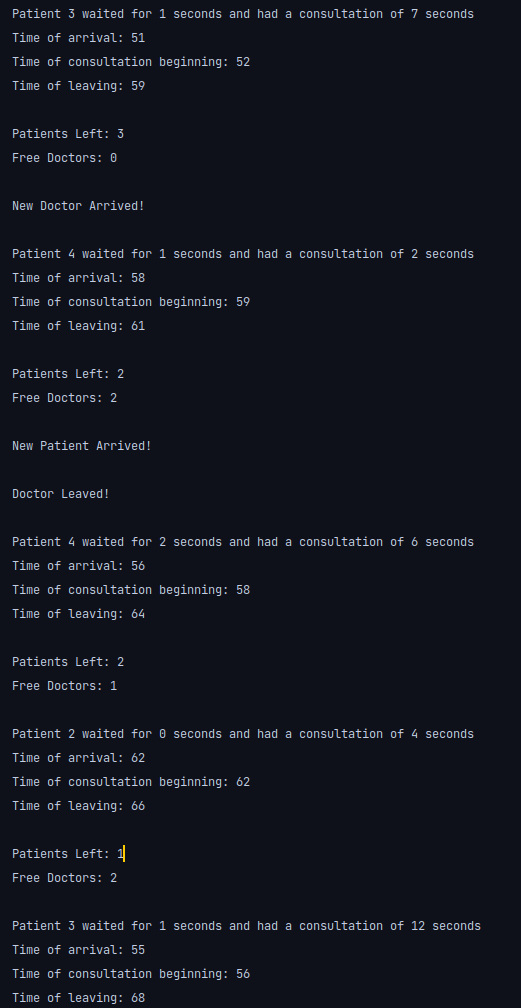 Patient 3 waited for 1 seconds and had a consultation of 7 seconds
Time of arrival: 51
Time of consultation beginning: 52
Time of leaving: 59
Patients Left: 3
Free Doctors: 0
New Doctor Arrived!
Patient 4 waited for 1 seconds and had a consultation of 2 seconds
Time of arrival: 58
Time of consultation beginning: 59
Time of leaving: 61
Patients Left: 2
Free Doctors: 2
New Patient Arrived!
Doctor Leaved!
Patient 4 waited for 2 seconds and had a consultation of 6 seconds
Time of arrival: 56
Time of consultation beginning: 58
Time of leaving: 64
Patients Left: 2
Free Doctors: 1
Patient 2 waited for 0 seconds and had a consultation of 4 seconds
Time of arrival: 62
Time of consultation beginning: 62
Time of leaving: 66
Patients Left: 1
Free Doctors: 2
Patient 3 waited for 1 seconds and had a consultation of 12 seconds
Time of arrival: 55
Time of consultation beginning: 56
Time of leaving: 68